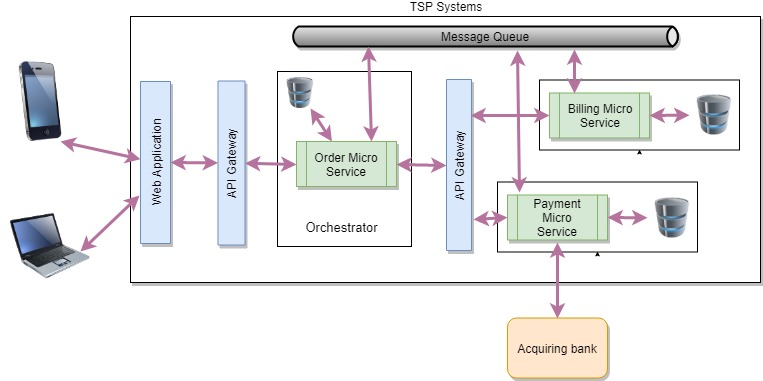 TSP Systems
Message Queue
Web Application
API Gateway
Order Micro
Service
Orchestrator
API Gateway
Billing Micro
Service
Payment
Micro
Service
Acquiring bank